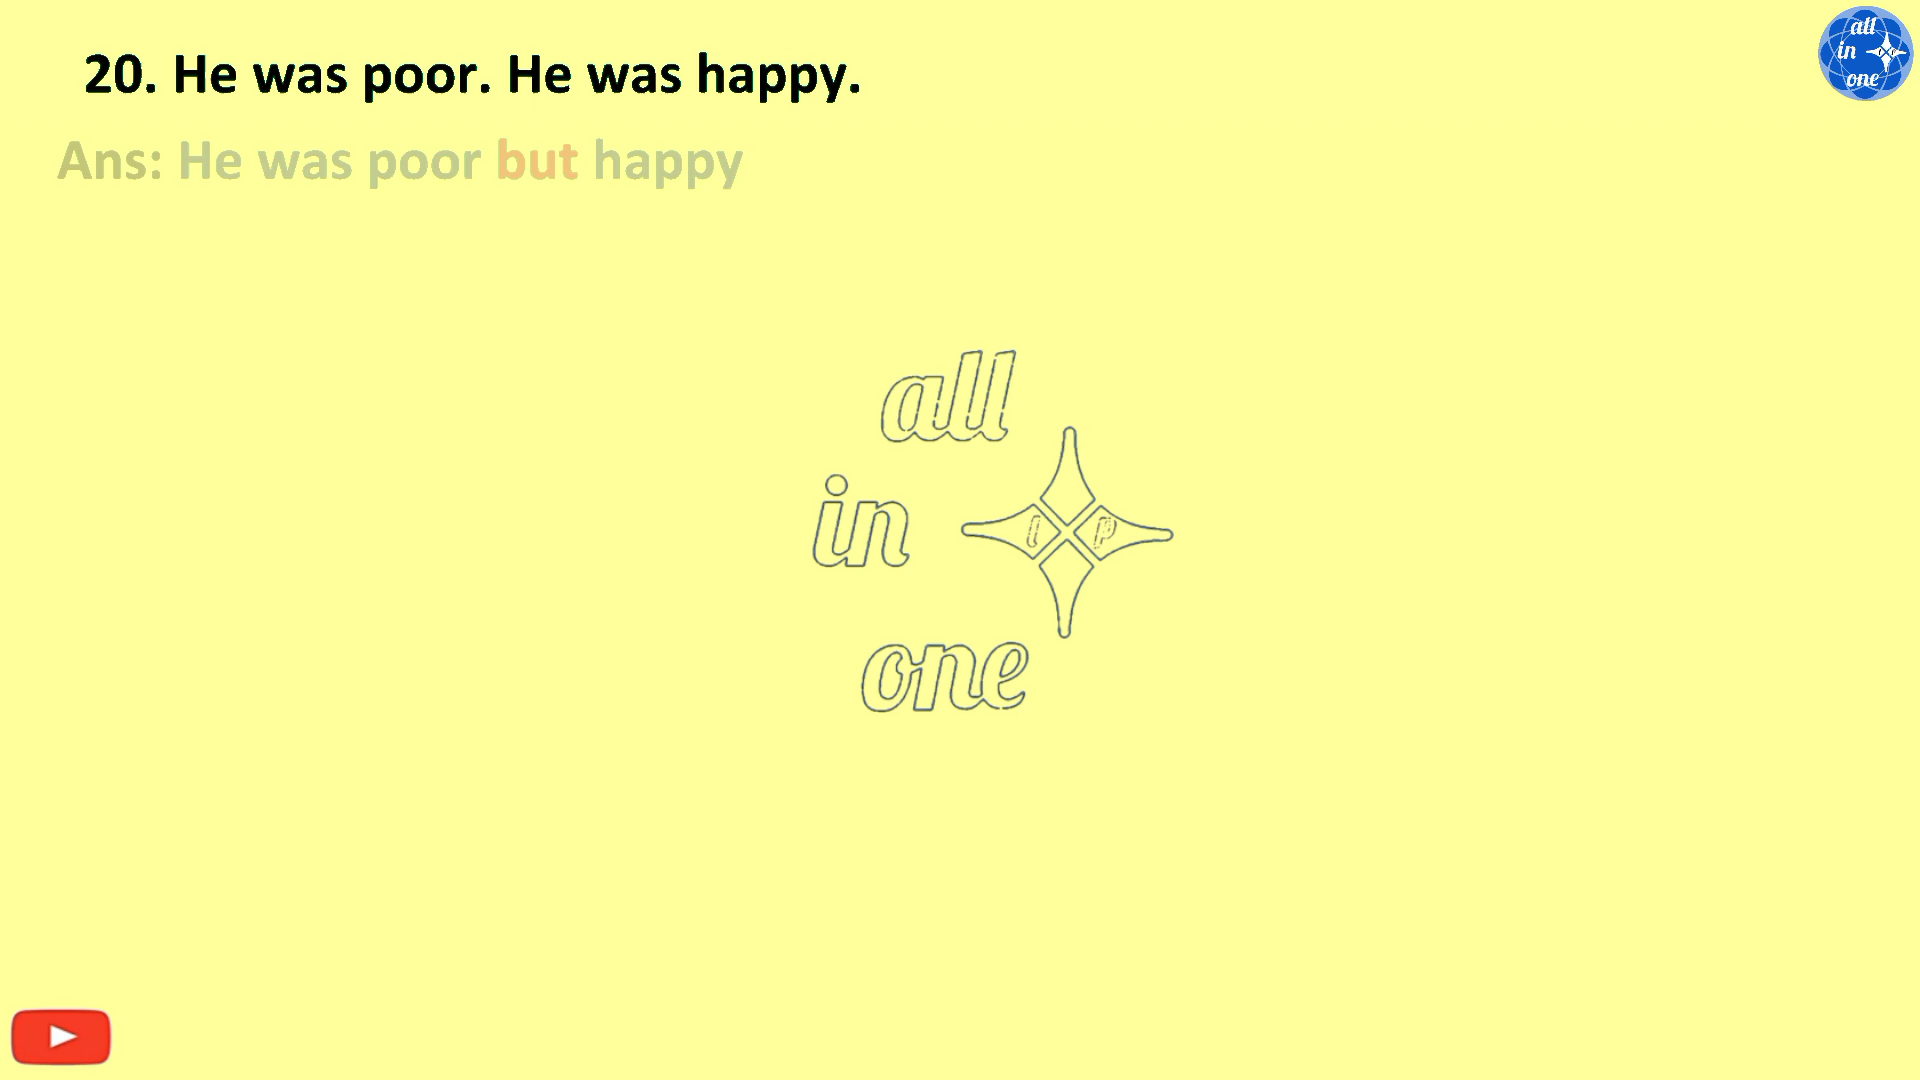 20. He was poor. He was happy.
Ans: He was poor but happy
all
in
one
all
in
one